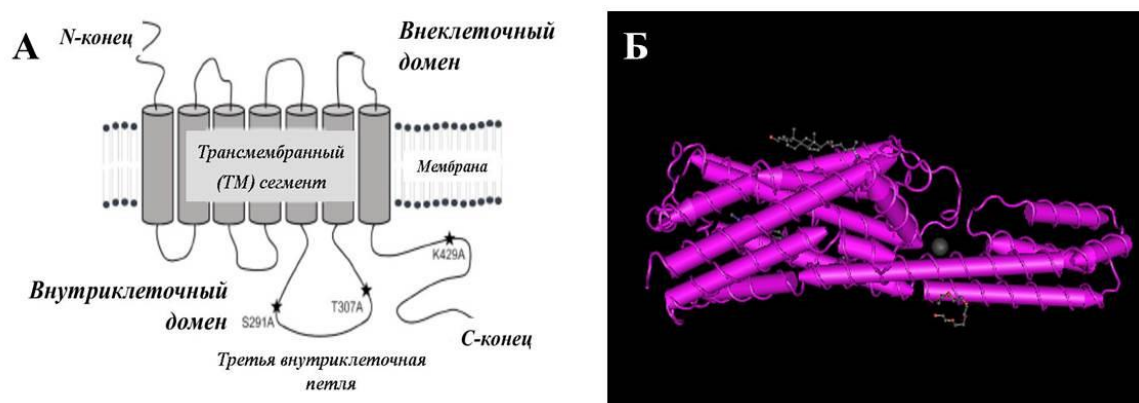 А
N-конец
Внеклеточный
домен
Трансмембранный
(ТМ) сегмент
Мембрана
K429A
Внутриклеточный
домен
S291A
T307A
С-конец
Третья внутриклеточная
петля
Б